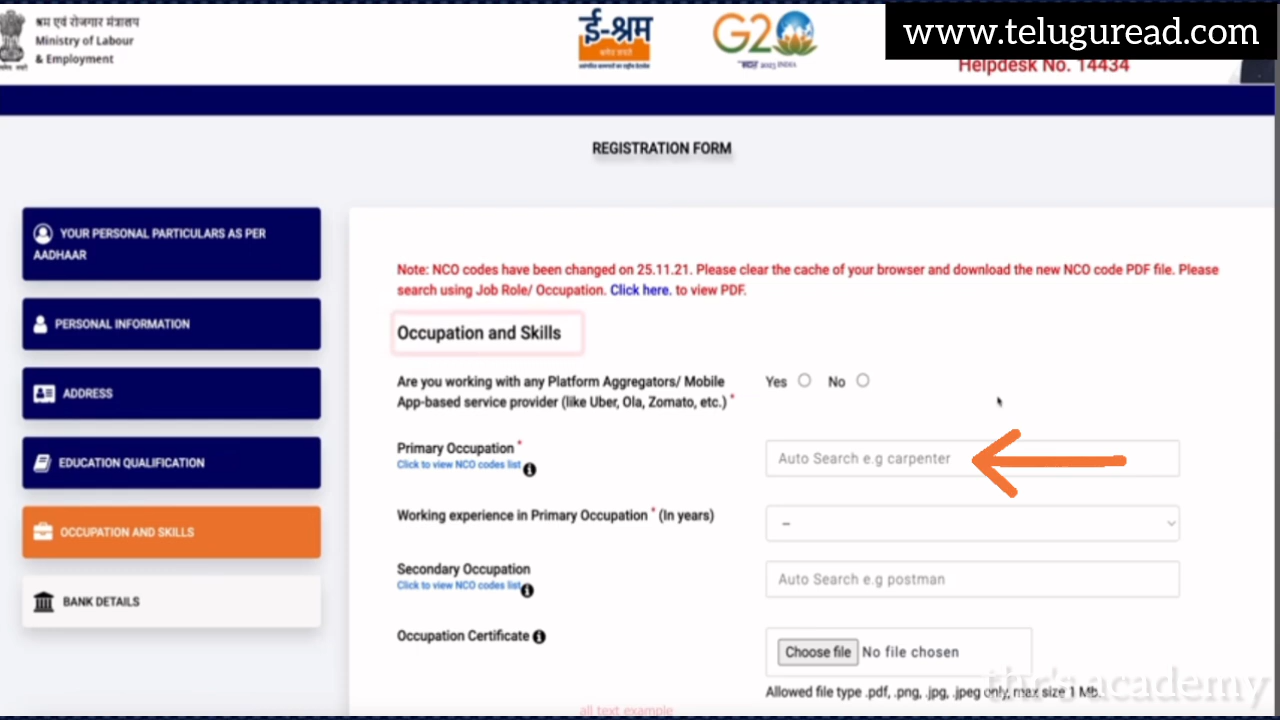 श्रम एवं रोजगार मंत्रालय
Ministry of Labour
& Employment
ई-श्रम
G20
www.teluguread.com
Helpdesk No. 14434
REGISTRATION FORM
YOUR PERSONAL PARTICULARS AS PER
AADHAAR
PERSONAL INFORMATION
ADDRESS
EDUCATION QUALIFICATION
OCCUPATION AND SKILLS
BANK DETAILS
Note: NCO codes have been changed on 25.11.21. Please clear the cache of your browser and download the new NCO code PDF file. Please
search using Job Role/ Occupation. Click here. to view PDF.
Occupation and Skills
Are you working with any Platform Aggregators/ Mobile
App-based service provider (like Uber, Ola, Zomato, etc.) *
Yes No
Primary Occupation *
Click to view NCO codes list
Auto Search e.g carpenter
Working experience in Primary Occupation * (In years)
–
Secondary Occupation
Click to view NCO codes list
Auto Search e.g postman
Occupation Certificate
Choose file No file chosen
Allowed file type .pdf, .png, .jpg, .jpeg only, max size 1 Mb.
thr's academy
all text example